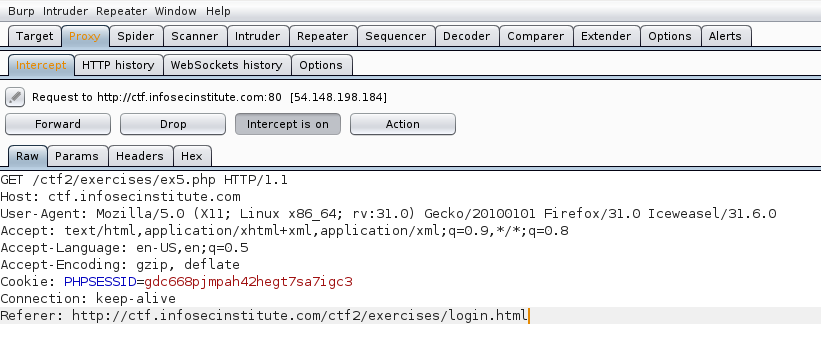 Burp Intruder Repeater Window Help
Target Proxy Spider Scanner Intruder Repeater Sequencer Decoder Comparer Extender Options Alerts
Intercept HTTP history WebSockets history Options
Request to http://ctf.infosecinstitute.com:80 [54.148.198.184]
Forward Drop Intercept is on Action
Raw Params Headers Hex
GET /ctf2/exercises/ex5.php HTTP/1.1
Host: ctf.infosecinstitute.com
User-Agent: Mozilla/5.0 (X11; Linux x86_64; rv:31.0) Gecko/20100101 Firefox/31.0 Iceweasel/31.6.0
Accept: text/html,application/xhtml+xml,application/xml;q=0.9,*/*;q=0.8
Accept-Language: en-US,en;q=0.5
Accept-Encoding: gzip, deflate
Cookie: PHPSESSID=gdc668pjmpah42hegt7sa7igc3
Connection: keep-alive
Referer: http://ctf.infosecinstitute.com/ctf2/exercises/login.html